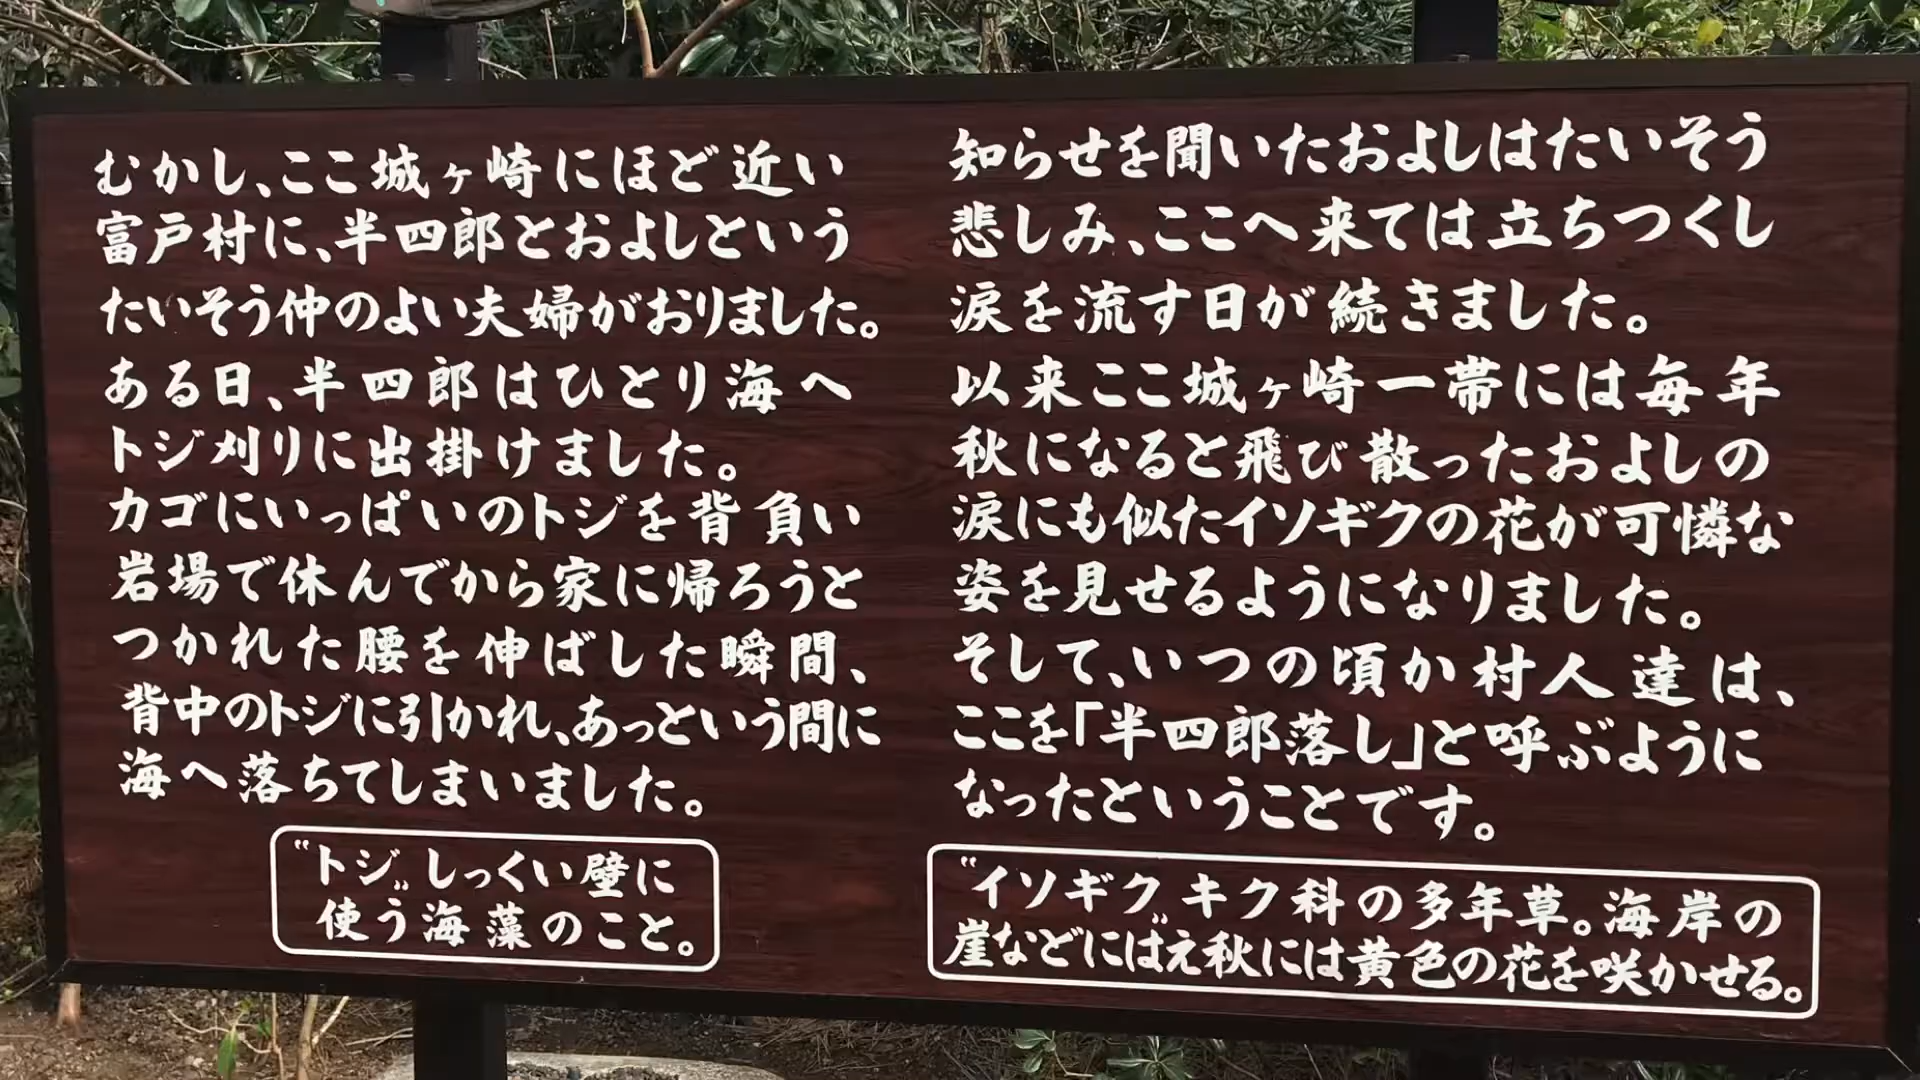 むかし、ここ城ヶ崎にほど近い
富戸村に、半四郎とおよしという
たいそう仲のよい夫婦がおりました。
ある日、半四郎はひとり海へ
トジ刈りに出掛けました。
カゴにいっぱいのトジを背負い
岩場で休んでから家に帰ろうと
つかれた腰を伸ばした瞬間、
背中のトジに引かれ、あっという間に
海へ落ちてしまいました。
“トジ„しっくい壁に
使う海藻のこと。
知らせを聞いたおよしはたいそう
悲しみ、ここへ来ては立ちつくし
涙を流す日が続きました。
以来ここ城ヶ崎一帯には毎年
秋になると飛び散ったおよしの
涙にも似たイソギクの花が可憐な
姿を見せるようになりました。
そして、いつの頃か村人達は、
ここを「半四郎落し」と呼ぶように
なったということです。
“イソギク„キク科の多年草。海岸の
崖などにはえ秋には黄色の花を咲かせる。